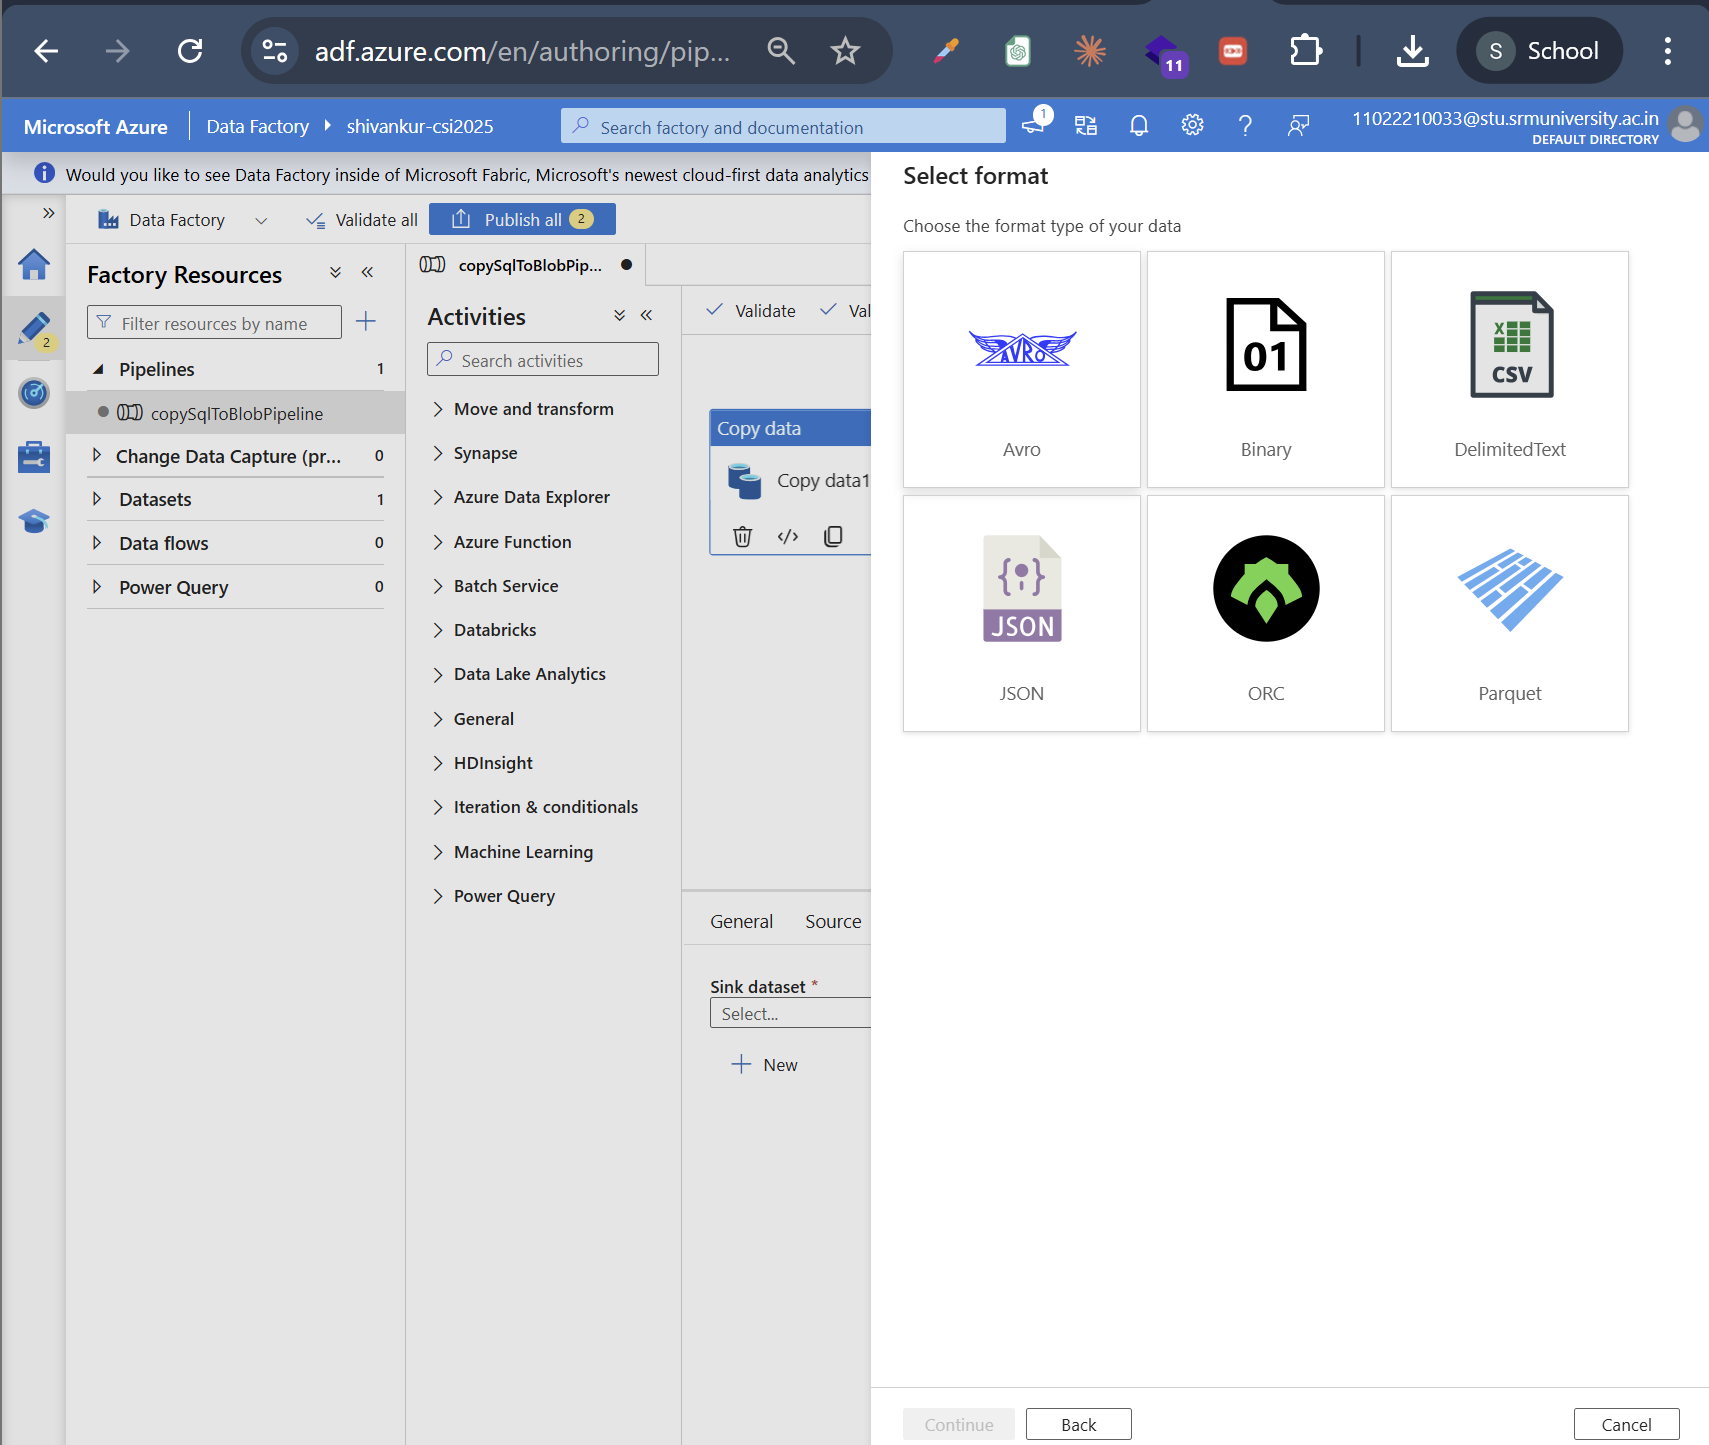 adf.azure.com/en/authoring/pip...
11
S School
Microsoft Azure
Data Factory
shivankur-csi2025
Search factory and documentation
1
11022210033@stu.srmuniversity.ac.in
DEFAULT DIRECTORY
Would you like to see Data Factory inside of Microsoft Fabric, Microsoft's newest cloud-first data analytics
Data Factory
Validate all
Publish all 2
2
Factory Resources
Filter resources by name
Pipelines 1
copySqlToBlobPipeline
Change Data Capture (pr... 0
Datasets 1
Data flows 0
Power Query 0
copySqlToBlobPip...
Activities
Search activities
Move and transform
Synapse
Azure Data Explorer
Azure Function
Batch Service
Databricks
Data Lake Analytics
General
HDInsight
Iteration & conditionals
Machine Learning
Power Query
Validate
Val
Copy data
Copy data1
General Source
Sink dataset *
Select...
New
Select format
Choose the format type of your data
AVRO
Avro
01
Binary
X
CSV
DelimitedText
JSON
JSON
ORC
Parquet
Continue
Back
Cancel